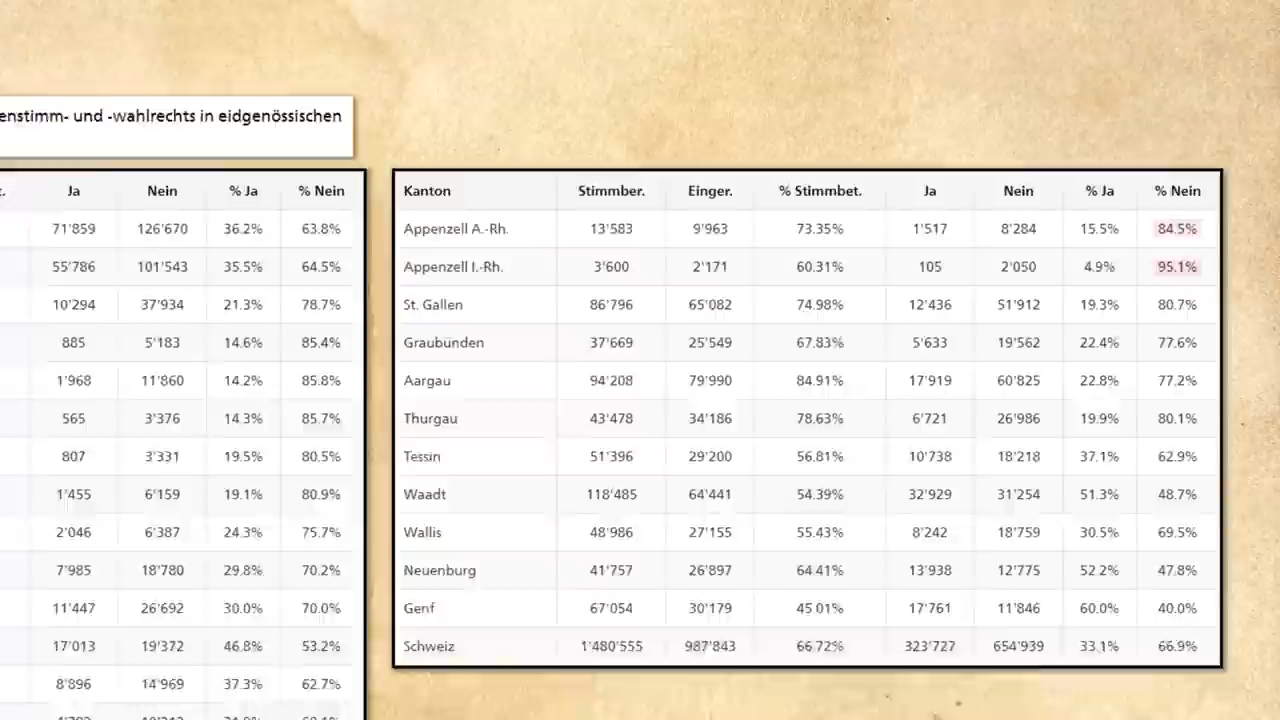 enstimm- und -wahlrechts in eidgenössischen
Ja Nein % Ja % Nein
71'859 126'670 36.2% 63.8%
55'786 101'543 35.5% 64.5%
10'294 37'934 21.3% 78.7%
885 5'183 14.6% 85.4%
1'968 11'860 14.2% 85.8%
565 3'376 14.3% 85.7%
807 3'331 19.5% 80.5%
1'455 6'159 19.1% 80.9%
2'046 6'387 24.3% 75.7%
7'985 18'780 29.8% 70.2%
11'447 26'692 30.0% 70.0%
17'013 19'372 46.8% 53.2%
8'896 14'969 37.3% 62.7%
Kanton Stimmber. Einger. % Stimmbet. Ja Nein % Ja % Nein
Appenzell A.-Rh. 13'583 9'963 73.35% 1'517 8'284 15.5% 84.5%
Appenzell I.-Rh. 3'600 2'171 60.31% 105 2'050 4.9% 95.1%
St. Gallen 86'796 65'082 74.98% 12'436 51'912 19.3% 80.7%
Graubünden 37'669 25'549 67.83% 5'633 19'562 22.4% 77.6%
Aargau 94'208 79'990 84.91% 17'919 60'825 22.8% 77.2%
Thurgau 43'478 34'186 78.63% 6'721 26'986 19.9% 80.1%
Tessin 51'396 29'200 56.81% 10'738 18'218 37.1% 62.9%
Waadt 118'485 64'441 54.39% 32'929 31'254 51.3% 48.7%
Wallis 48'986 27'155 55.43% 8'242 18'759 30.5% 69.5%
Neuenburg 41'757 26'897 64.41% 13'938 12'775 52.2% 47.8%
Genf 67'054 30'179 45.01% 17'761 11'846 60.0% 40.0%
Schweiz 1'480'555 987'843 66.72% 323'727 654'939 33.1% 66.9%